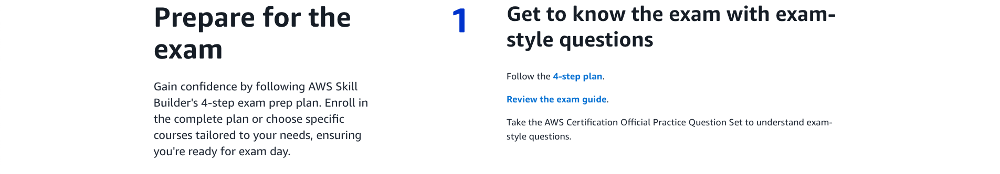 Prepare for the
exam
Gain confidence by following AWS Skill
Builder's 4-step exam prep plan. Enroll in
the complete plan or choose specific
courses tailored to your needs, ensuring
you're ready for exam day.
1
Get to know the exam with exam-
style questions
Follow the 4-step plan.
Review the exam guide.
Take the AWS Certification Official Practice Question Set to understand exam-
style questions.